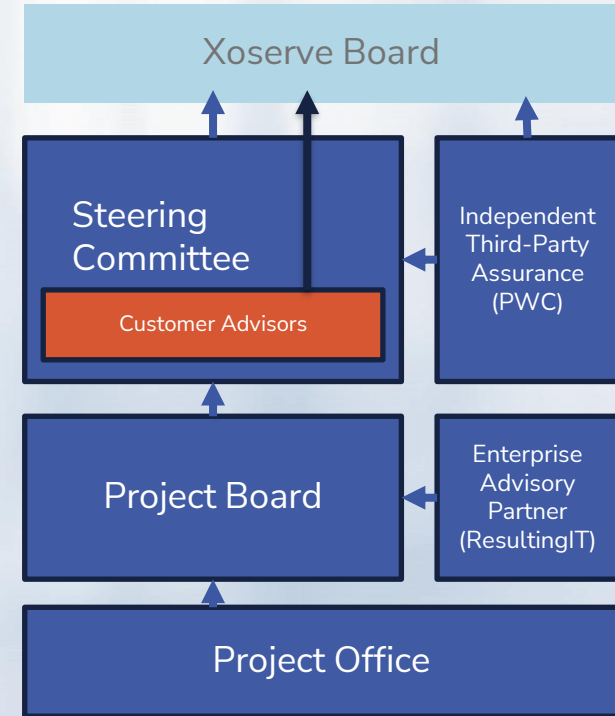 Xoserve Board
Steering
Committee
Customer Advisors
Independent
Third-Party
Assurance
(PWC)
Project Board
Enterprise
Advisory
Partner
(ResultingIT)
Project Office